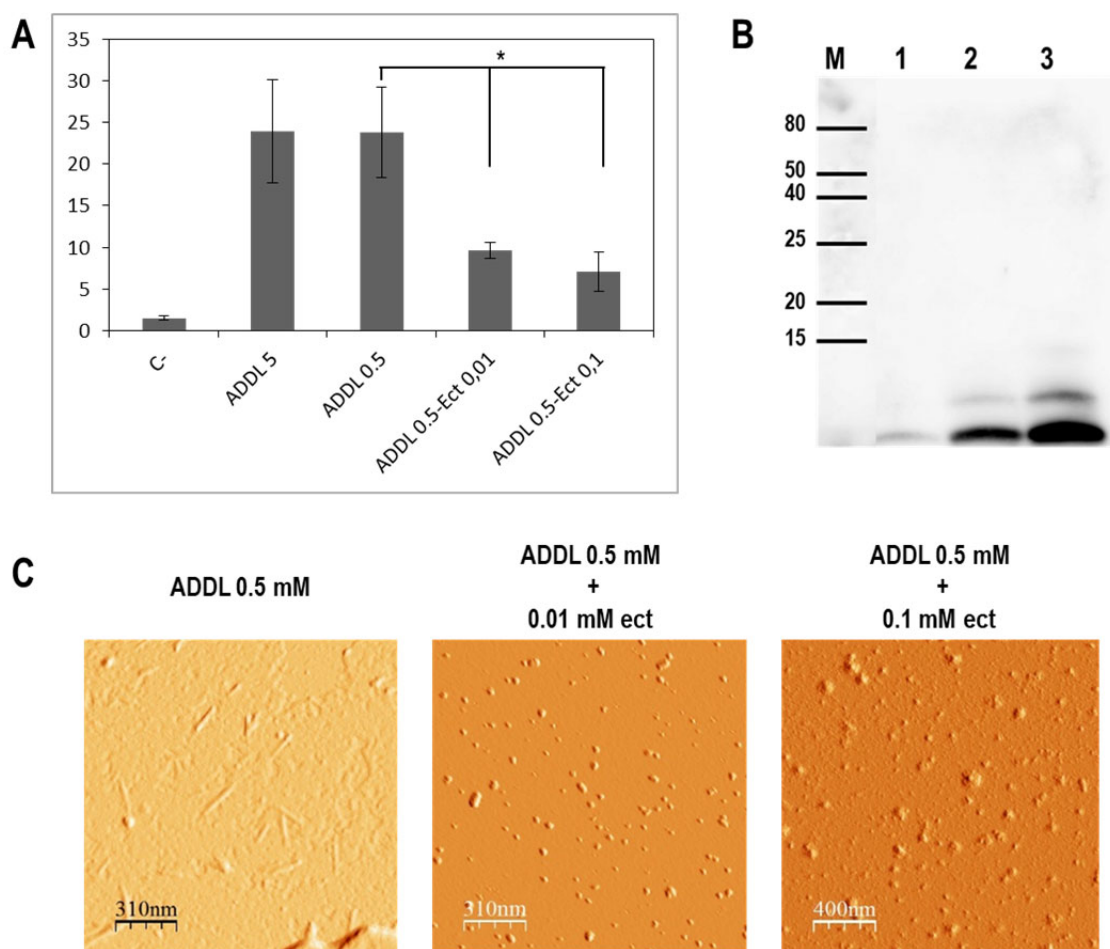 A
35
30
25
20
15
10
5
0
*
C-
ADDL 5
ADDL 0.5
ADDL 0.5-Ect 0,01
ADDL 0.5-Ect 0,1
B
M 1 2 3
80
50
40
25
20
15
C
ADDL 0.5 mM
ADDL 0.5 mM
+
0.01 mM ect
ADDL 0.5 mM
+
0.1 mM ect
310nm
310nm
400nm